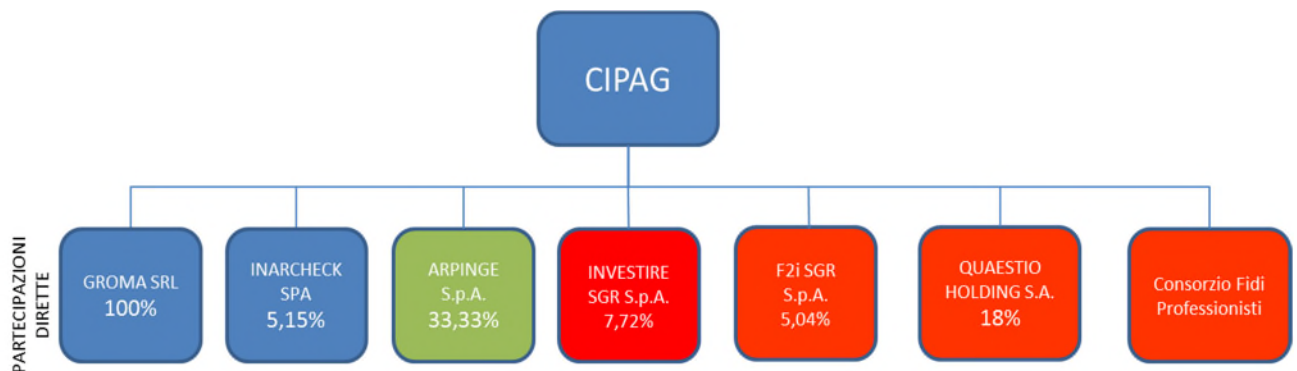 CIPAG
PARTECIPAZIONI
DIRETTE
GROMA SRL
100%
INARCHECK
SPA
5,15%
ARPINGE
S.p.A.
33,33%
INVESTIRE
SGR S.p.A.
7,72%
F2i SGR
S.p.A.
5,04%
QUAESTIO
HOLDING S.A.
18%
Consorzio Fidi
Professionisti